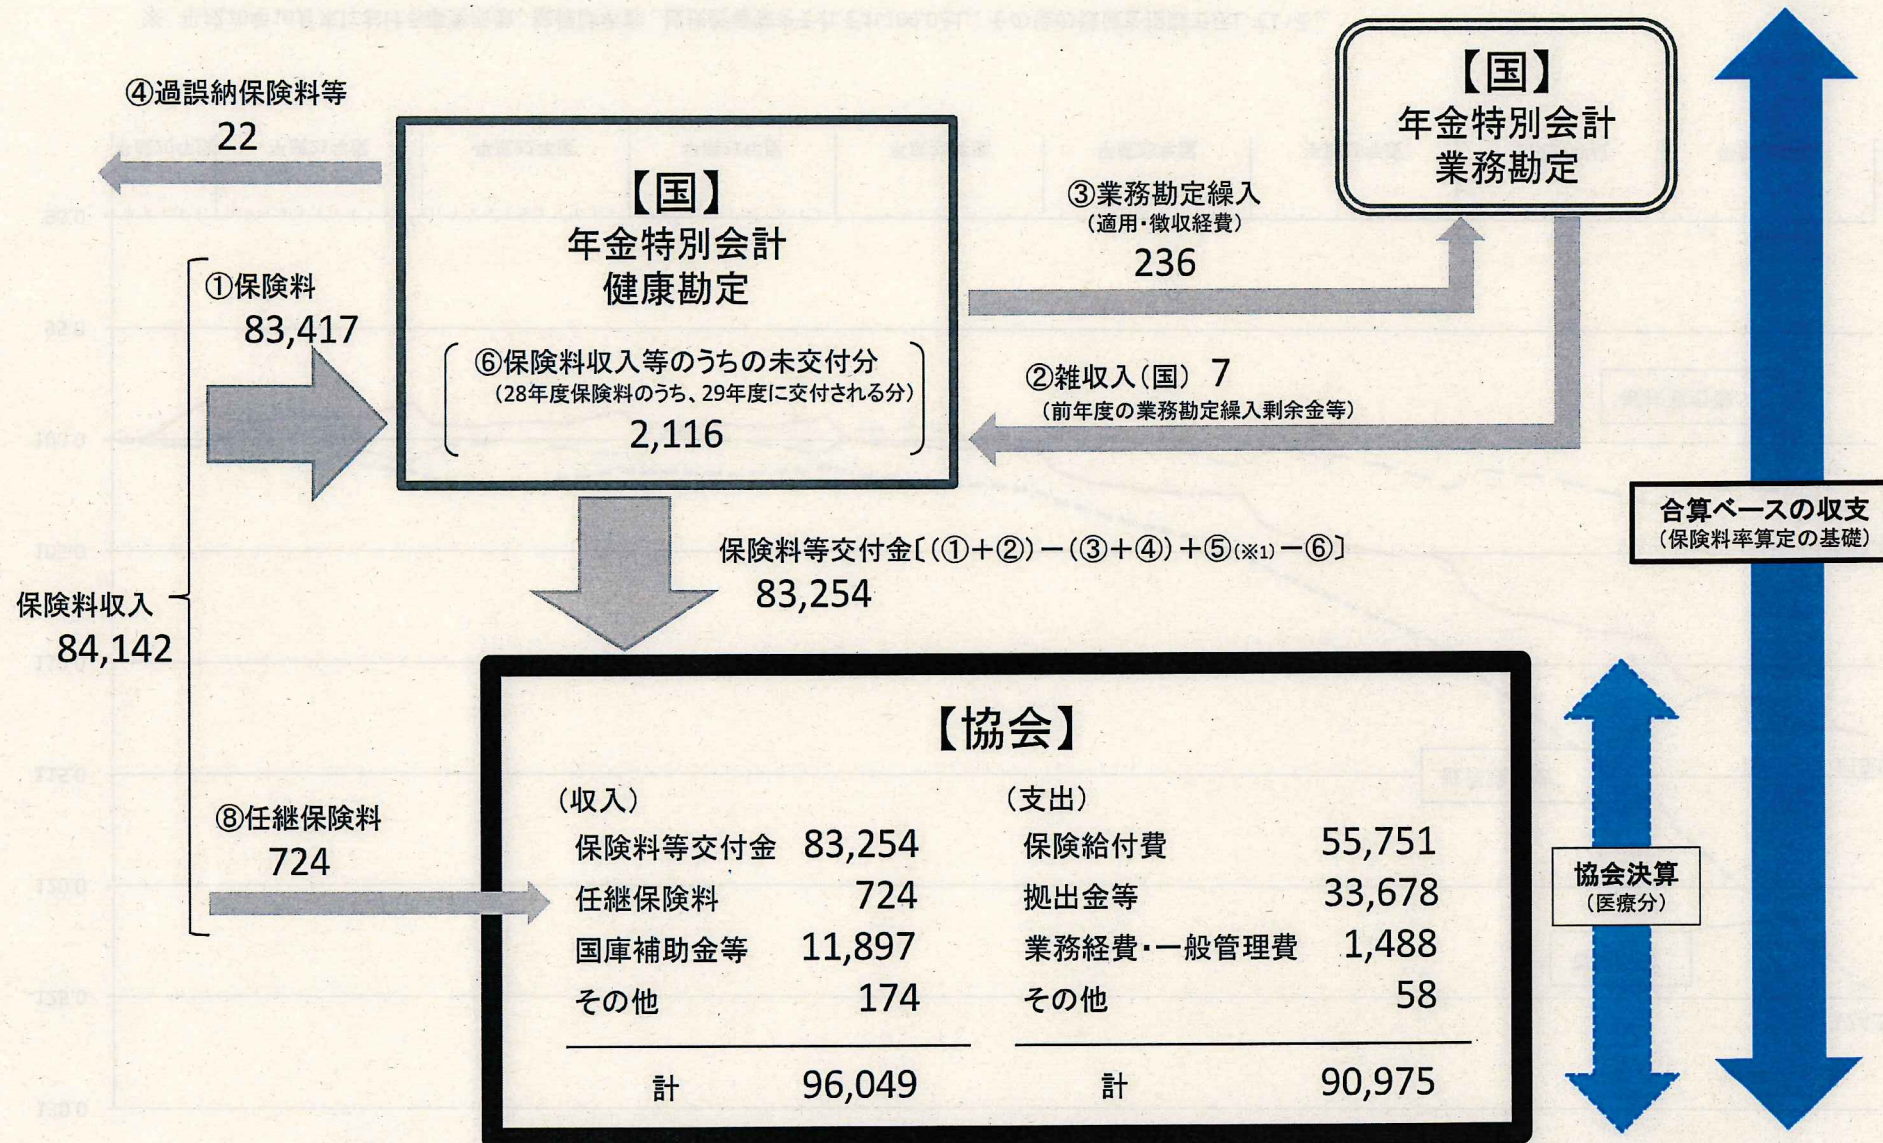 ④過誤納保険料等
22
【国】
年金特別会計
健康勘定
⑥保険料収入等のうちの未交付分
(28年度保険料のうち、29年度に交付される分)
2,116
【国】
年金特別会計
業務勘定
③業務勘定繰入
(適用・徴収経費)
236
②雑収入(国) 7
(前年度の業務勘定繰入剰余金等)
①保険料
83,417
保険料収入
84,142
保険料等交付金〔(①+②)-(③+④)+⑤(※1)-⑥〕
83,254
合算ベースの収支
(保険料率算定の基礎)
⑧任継保険料
724
【協会】
(収入)
保険料等交付金 83,254
任継保険料 724
国庫補助金等 11,897
その他 174
計 96,049
(支出)
保険給付費 55,751
拠出金等 33,678
業務経費・一般管理費 1,488
その他 58
計 90,975
協会決算
(医療分)